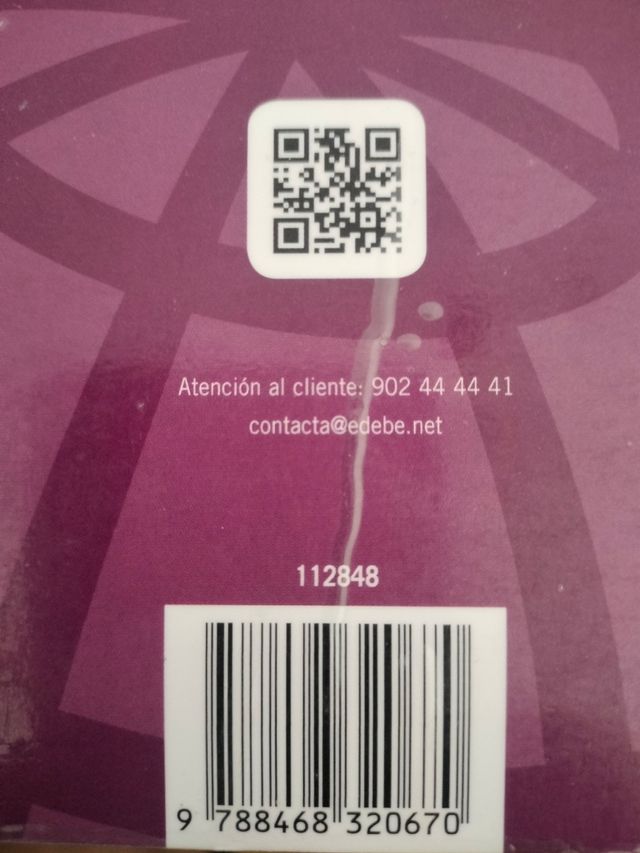 Atención al cliente: 902 44 44 41
contacta@edebe.net
112848
9 788468 320670